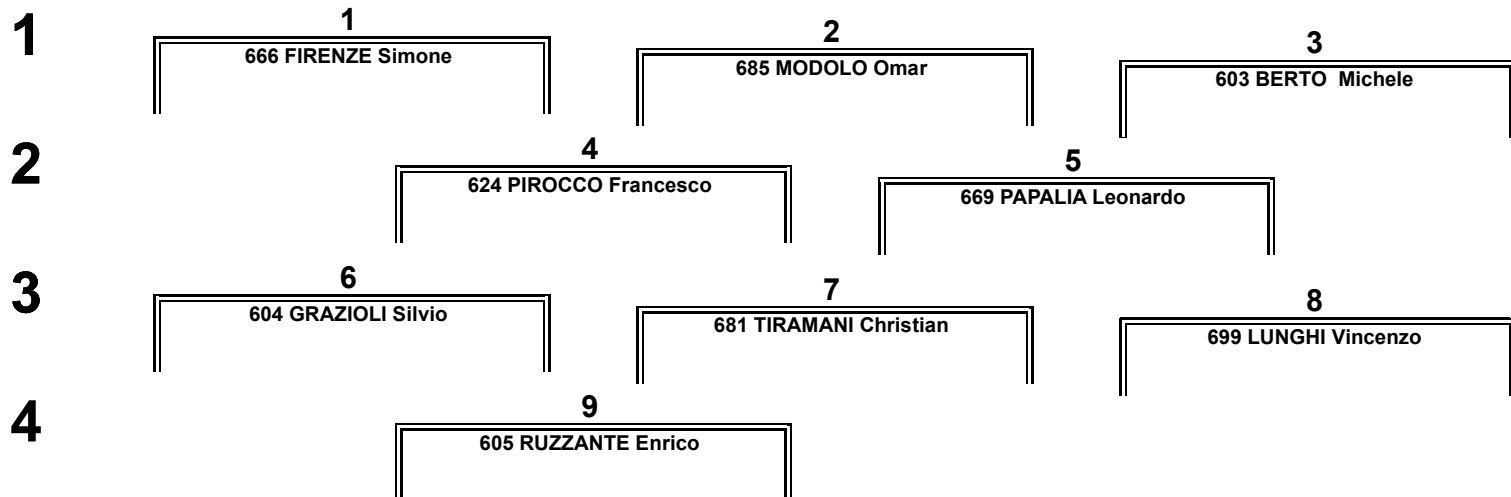 1
1
666 FIRENZE Simone
2
685 MODOLO Omar
3
603 BERTO  Michele
2
4
624 PIROCCO Francesco
5
669 PAPALIA Leonardo
3
6
604 GRAZIOLI Silvio
7
681 TIRAMANI Christian
8
699 LUNGHI Vincenzo
4
9
605 RUZZANTE Enrico